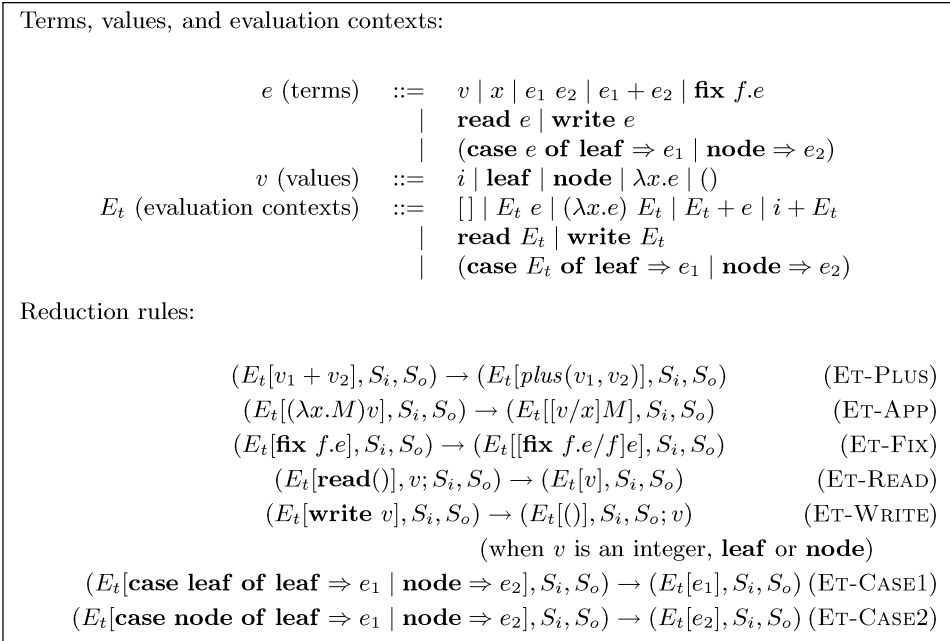 Terms, values, and evaluation contexts:
e (terms) ::= v | x | e₁ e₂ | e₁ + e₂ | fix f.e
| read e | write e
| (case e of leaf ⇒ e₁ | node ⇒ e₂)
v (values) ::= i | leaf | node | λx.e | ()
Eₜ (evaluation contexts) ::= [ ] | Eₜ e | (λx.e) Eₜ | Eₜ + e | i + Eₜ
| read Eₜ | write Eₜ
| (case Eₜ of leaf ⇒ e₁ | node ⇒ e₂)
Reduction rules:
(Eₜ[v₁ + v₂], Sᵢ, Sₒ) → (Eₜ[plus(v₁, v₂)], Sᵢ, Sₒ) (ET-PLUS)
(Eₜ[(λx.M)v], Sᵢ, Sₒ) → (Eₜ[[v/x]M], Sᵢ, Sₒ) (ET-APP)
(Eₜ[fix f.e], Sᵢ, Sₒ) → (Eₜ[[fix f.e/f]e], Sᵢ, Sₒ) (ET-FIX)
(Eₜ[read()], v; Sᵢ, Sₒ) → (Eₜ[v], Sᵢ, Sₒ) (ET-READ)
(Eₜ[write v], Sᵢ, Sₒ) → (Eₜ[()], Sᵢ, Sₒ; v) (ET-WRITE)
(when v is an integer, leaf or node)
(Eₜ[case leaf of leaf ⇒ e₁ | node ⇒ e₂], Sᵢ, Sₒ) → (Eₜ[e₁], Sᵢ, Sₒ) (ET-CASE1)
(Eₜ[case node of leaf ⇒ e₁ | node ⇒ e₂], Sᵢ, Sₒ) → (Eₜ[e₂], Sᵢ, Sₒ) (ET-CASE2)